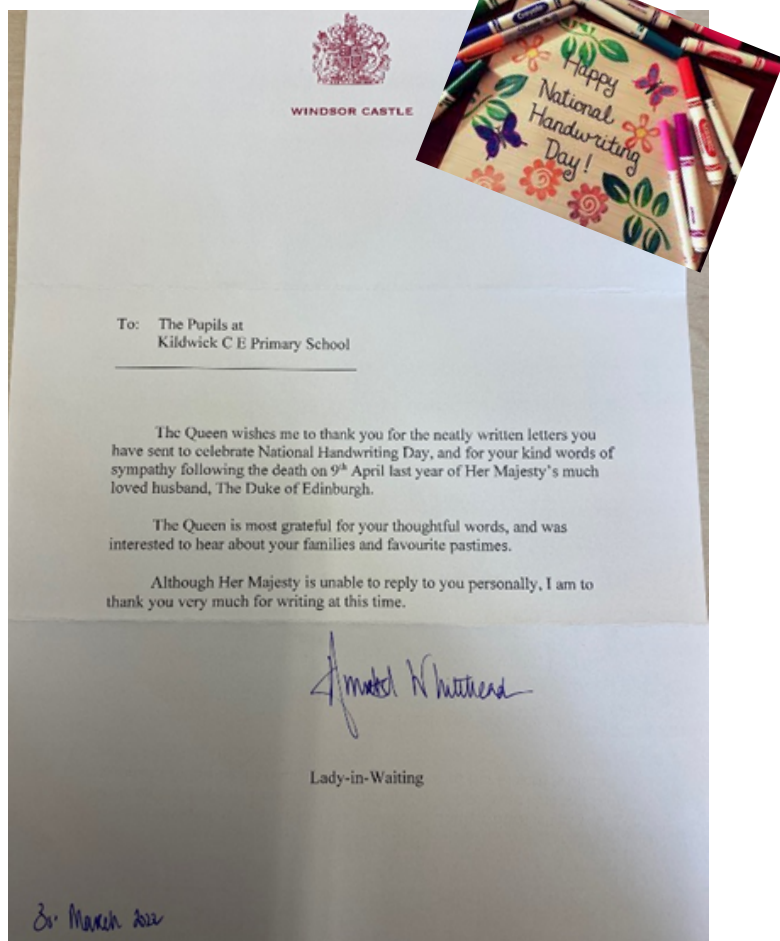 WINDSOR CASTLE
Happy
National
Handwriting
Day!
To: The Pupils at
Kildwick C E Primary School
The Queen wishes me to thank you for the neatly written letters you
have sent to celebrate National Handwriting Day, and for your kind words of
sympathy following the death on 9th April last year of Her Majesty's much
loved husband, The Duke of Edinburgh.
The Queen is most grateful for your thoughtful words, and was
interested to hear about your families and favourite pastimes.
Although Her Majesty is unable to reply to you personally, I am to
thank you very much for writing at this time.
Whitehead
Lady-in-Waiting
March 2022